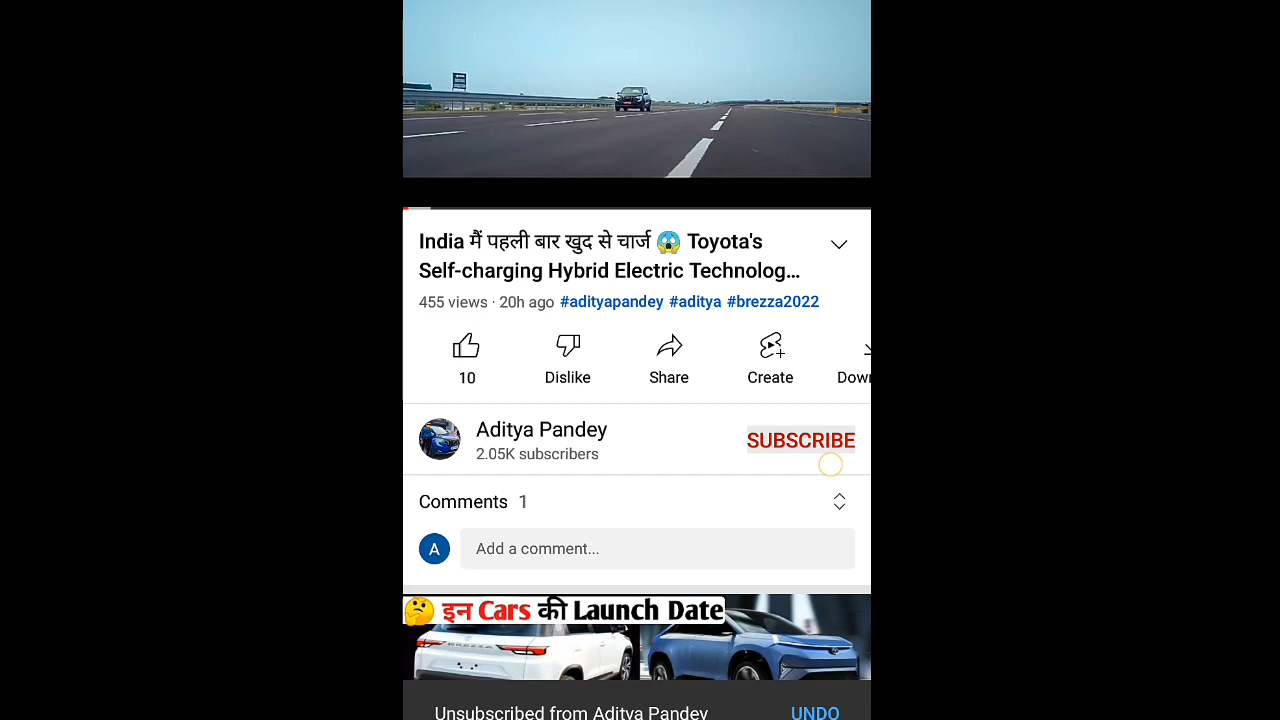 India मैं पहली बार खुद से चार्ज 😱 Toyota's
Self-charging Hybrid Electric Technolog...
455 views · 20h ago #adityapandey #aditya #brezza2022
10 Dislike Share Create Dow
Aditya Pandey
2.05K subscribers
SUBSCRIBE
Comments 1
A
Add a comment...
🤔 इन Cars की Launch Date
BREZZA
Unsubscribed from Aditya Pandey UNDO